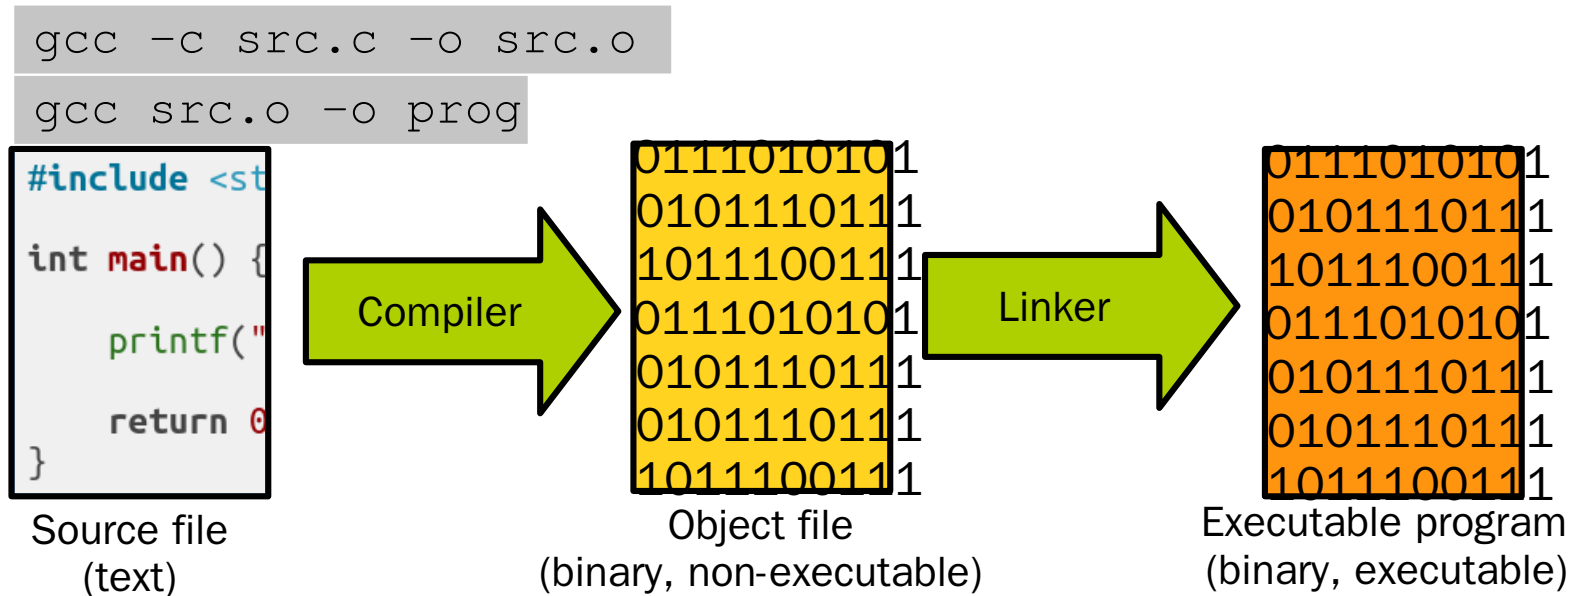 gcc -c src.c -o src.o
gcc src.o -o prog
#include <st
int main() {
printf("
return 0
}
Source file
(text)
Compiler
0111010101
0101110111
1011100111
0111010101
0101110111
0101110111
1011100111
Object file
(binary, non-executable)
Linker
0111010101
0101110111
1011100111
0111010101
0101110111
0101110111
1011100111
Executable program
(binary, executable)